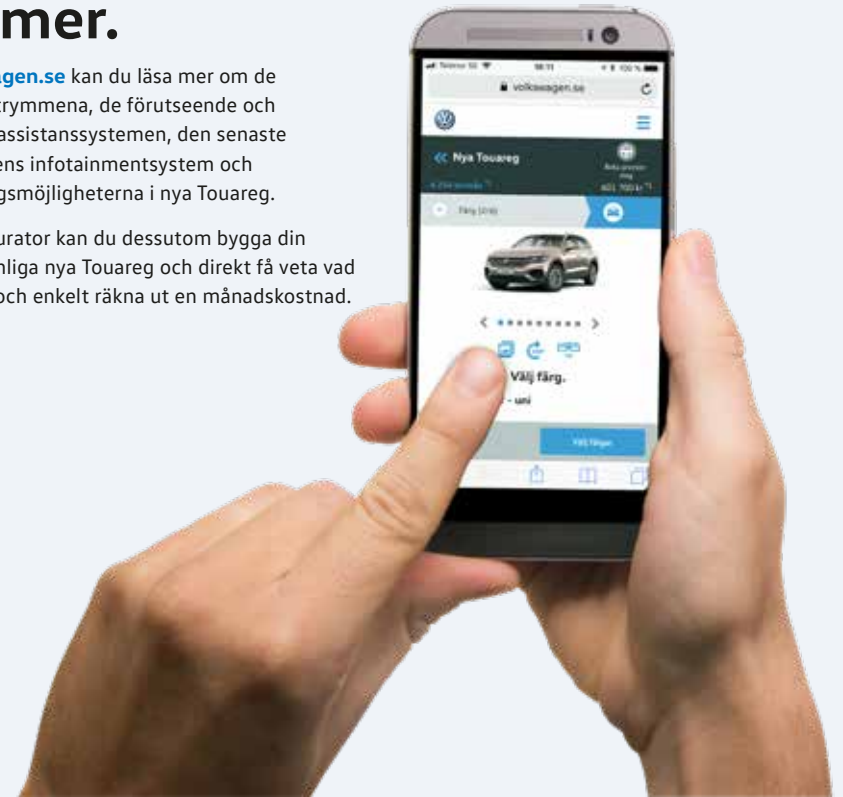 mer.
agen.se kan du läsa mer om de
trymmena, de förutseende och
assistanssystemen, den senaste
ens infotainmentsystem och
gsmöjligheterna i nya Touareg.
urator kan du dessutom bygga din
nliga nya Touareg och direkt få veta vad
och enkelt räkna ut en månadskostnad.
volkswagen.se
Nya Touareg
Välj färg.
- uni